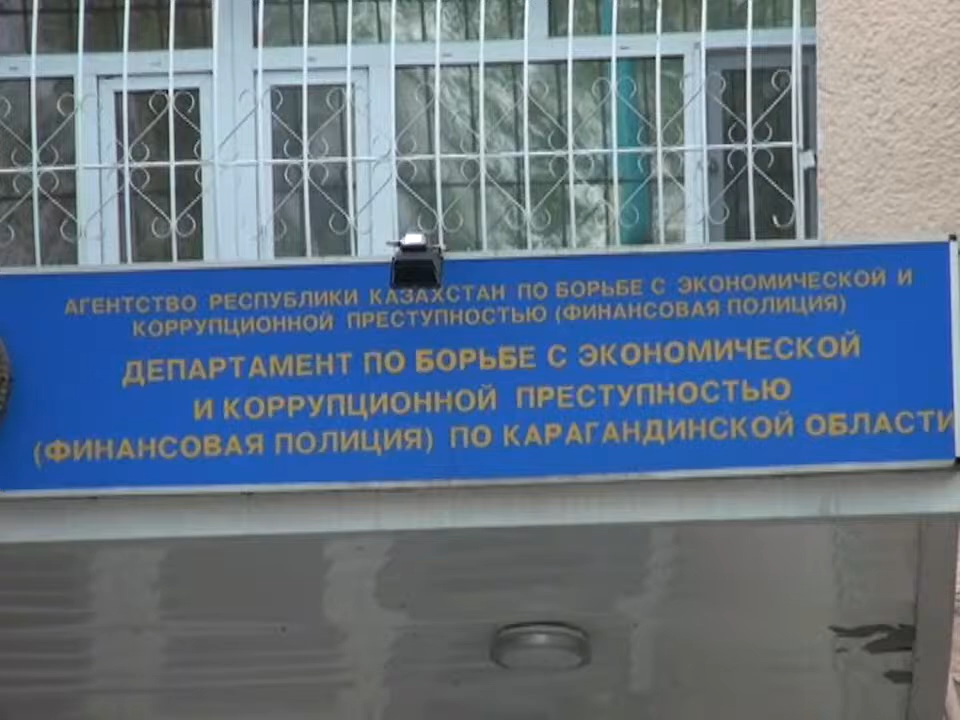 АГЕНТСТВО РЕСПУБЛИКИ КАЗАХСТАН ПО БОРЬБЕ С ЭКОНОМИЧЕСКОЙ И
КОРРУПЦИОННОЙ ПРЕСТУПНОСТЬЮ (ФИНАНСОВАЯ ПОЛИЦИЯ)
ДЕПАРТАМЕНТ ПО БОРЬБЕ С ЭКОНОМИЧЕСКОЙ
И КОРРУПЦИОННОЙ ПРЕСТУПНОСТЬЮ
(ФИНАНСОВАЯ ПОЛИЦИЯ) ПО КАРАГАНДИНСКОЙ ОБЛАСТИ